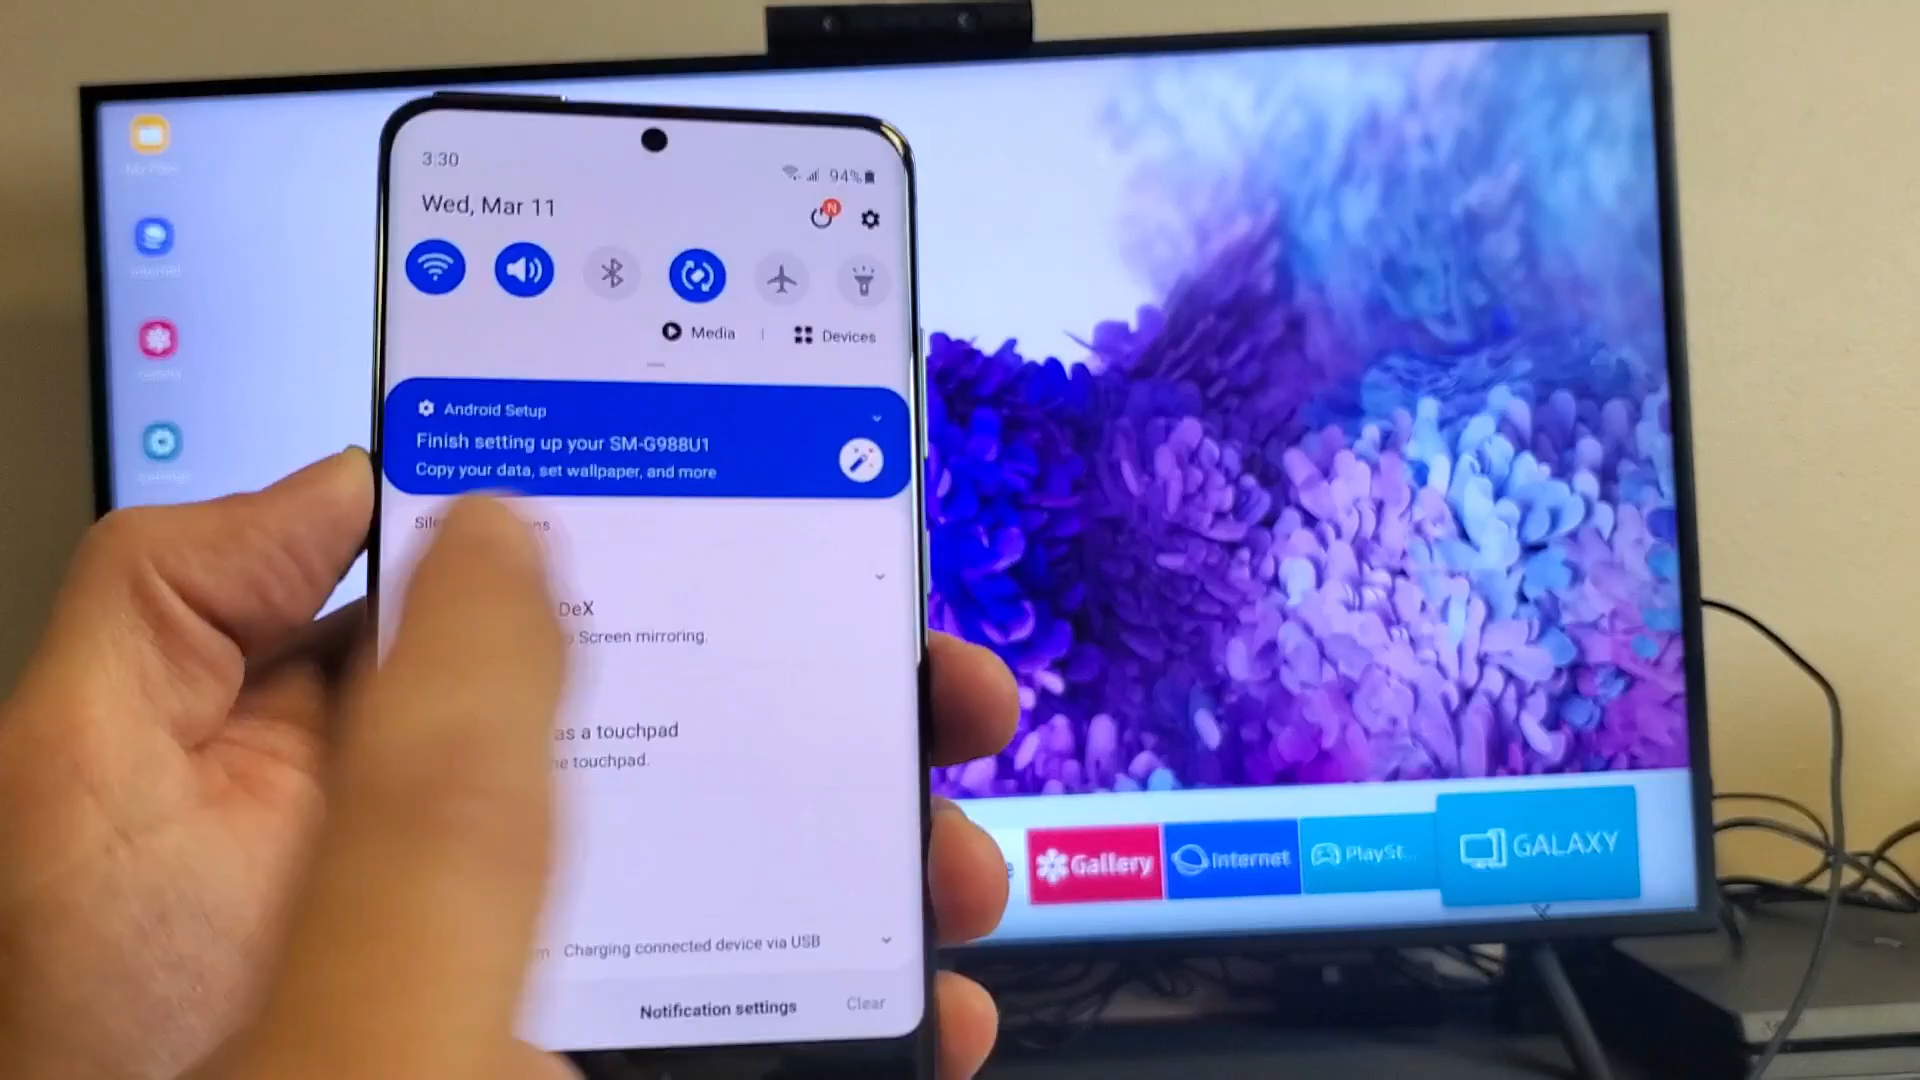 3:30
94%
Wed, Mar 11
N
Media | Devices
Android Setup
Finish setting up your SM-G988U1
Copy your data, set wallpaper, and more
DeX
Screen mirroring.
as a touchpad
touchpad.
Charging connected device via USB
Notification settings
Clear
Internet
Gallery
Internet
PlaySt...
GALAXY